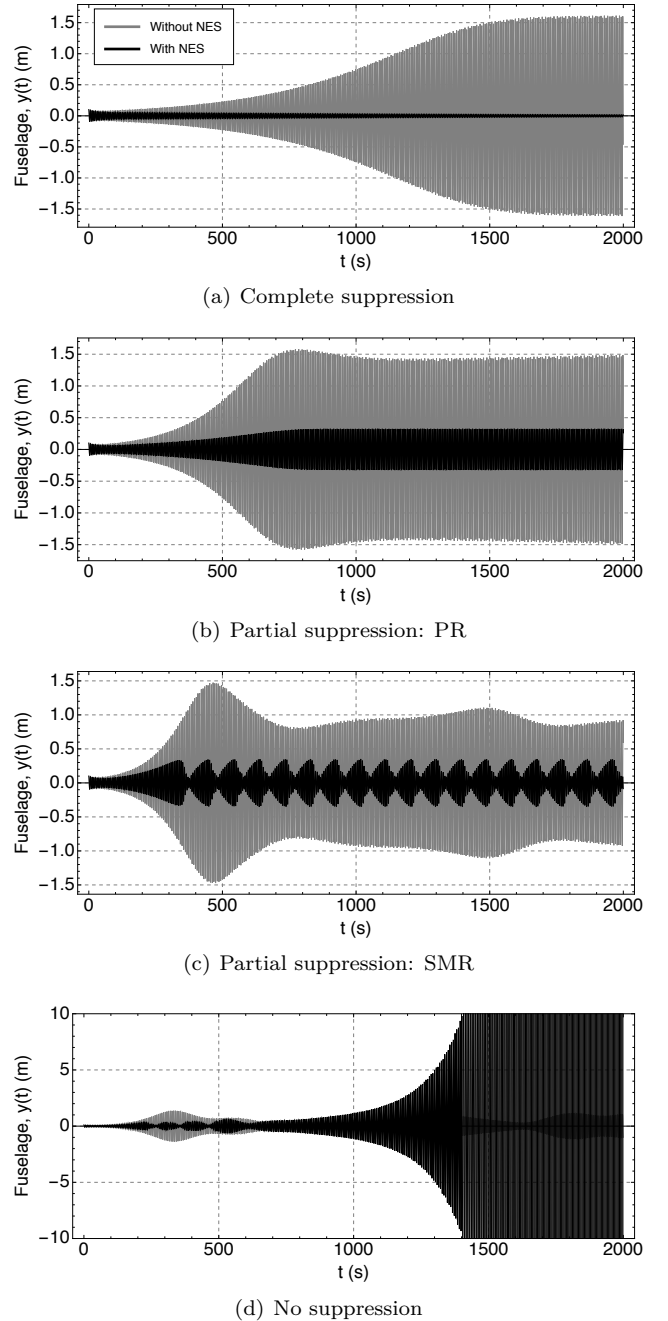 Without NES
With NES
Fuselage, y(t) (m)
1.5
1.0
0.5
0.0
−0.5
−1.0
−1.5
0 500 1000 1500 2000
t (s)
(a) Complete suppression
Fuselage, y(t) (m)
1.5
1.0
0.5
0.0
−0.5
−1.0
−1.5
0 500 1000 1500 2000
t (s)
(b) Partial suppression: PR
Fuselage, y(t) (m)
1.5
1.0
0.5
0.0
−0.5
−1.0
−1.5
0 500 1000 1500 2000
t (s)
(c) Partial suppression: SMR
Fuselage, y(t) (m)
10
5
0
−5
−10
0 500 1000 1500 2000
t (s)
(d) No suppression